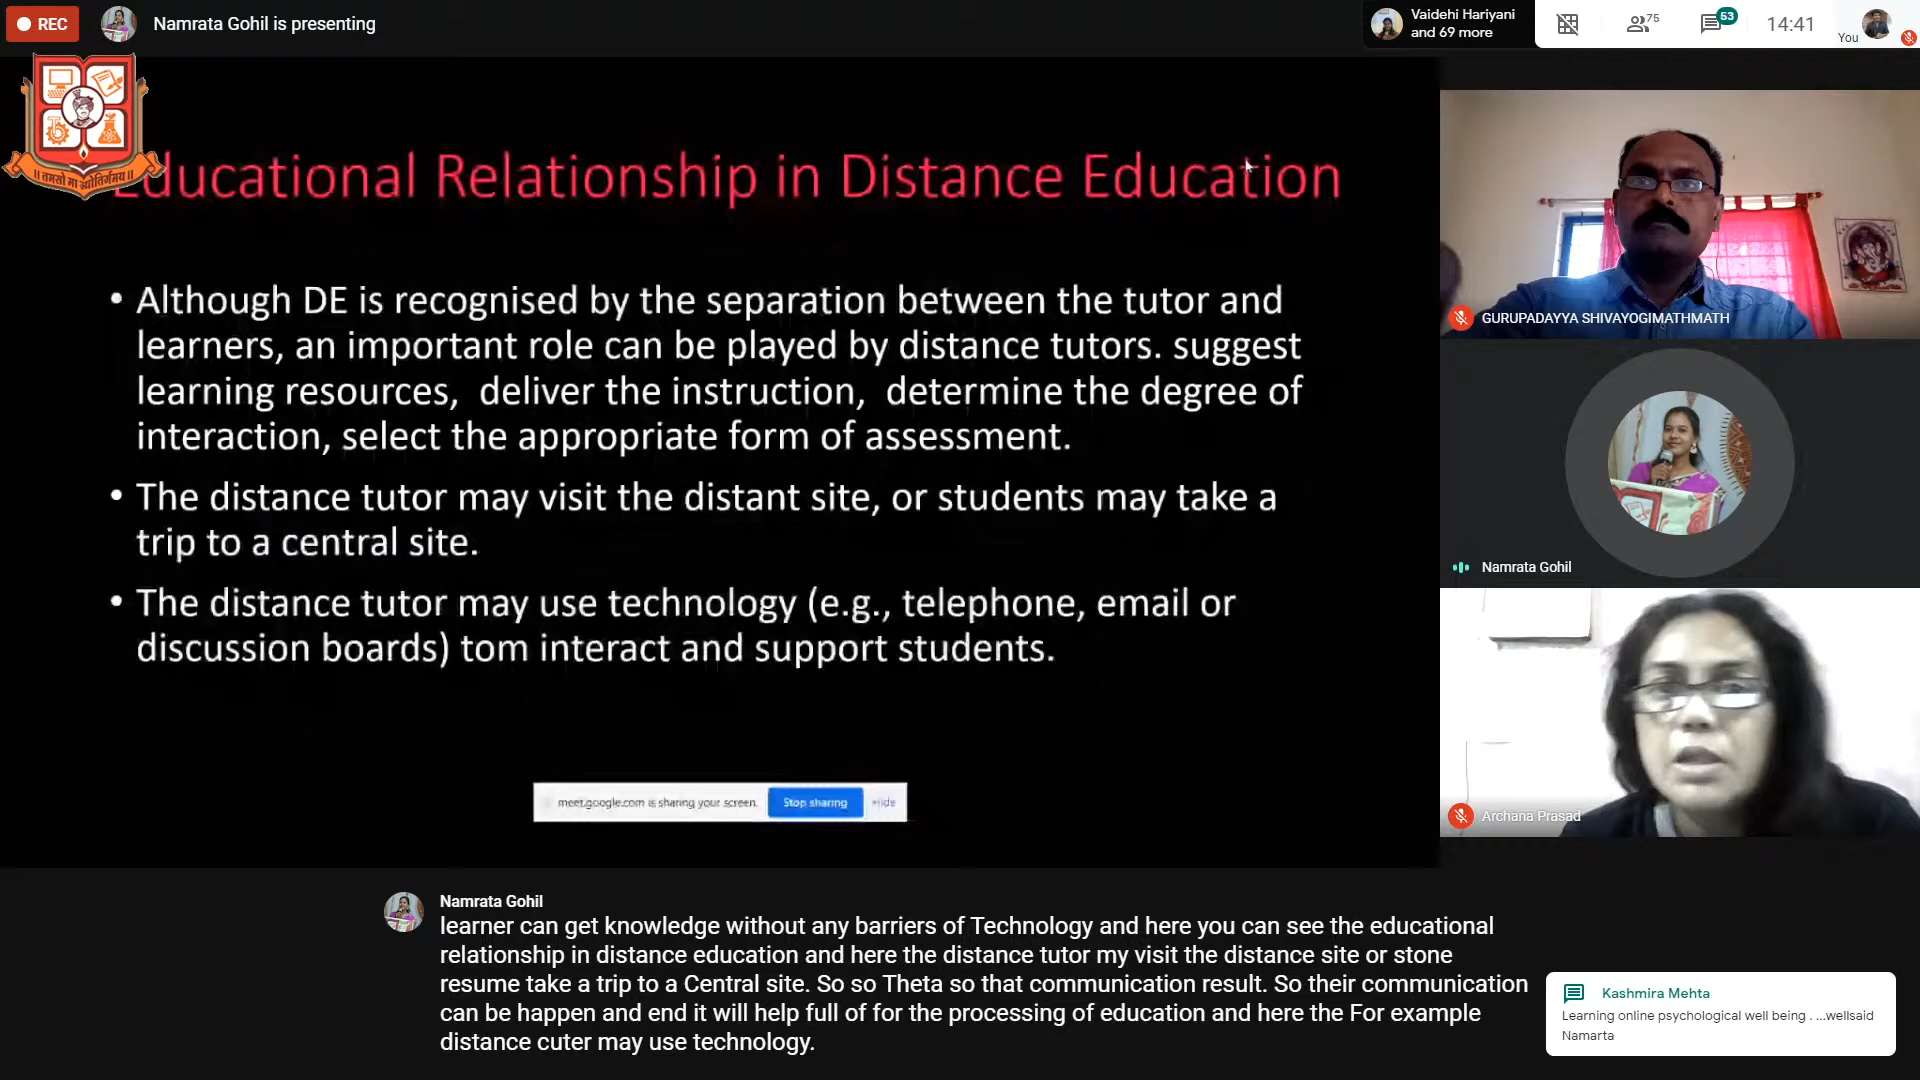 REC
Namrata Gohil is presenting
Vaidehi Hariyani
and 69 more
75
53
14:41
You
॥ तमसो मा ज्योतिर्गमय ॥
Educational Relationship in Distance Education
• Although DE is recognised by the separation between the tutor and
learners, an important role can be played by distance tutors. suggest
learning resources, deliver the instruction, determine the degree of
interaction, select the appropriate form of assessment.
• The distance tutor may visit the distant site, or students may take a
trip to a central site.
• The distance tutor may use technology (e.g., telephone, email or
discussion boards) tom interact and support students.
meet.google.com is sharing your screen.
Stop sharing
Hide
GURUPADAYYA SHIVAYOGIMATHMATH
Namrata Gohil
Archana Prasad
Namrata Gohil
learner can get knowledge without any barriers of Technology and here you can see the educational
relationship in distance education and here the distance tutor my visit the distance site or stone
resume take a trip to a Central site. So so Theta so that communication result. So their communication
can be happen and end it will help full of for the processing of education and here the For example
distance cuter may use technology.
Kashmira Mehta
Learning online psychological well being . ...wellsaid
Namarta